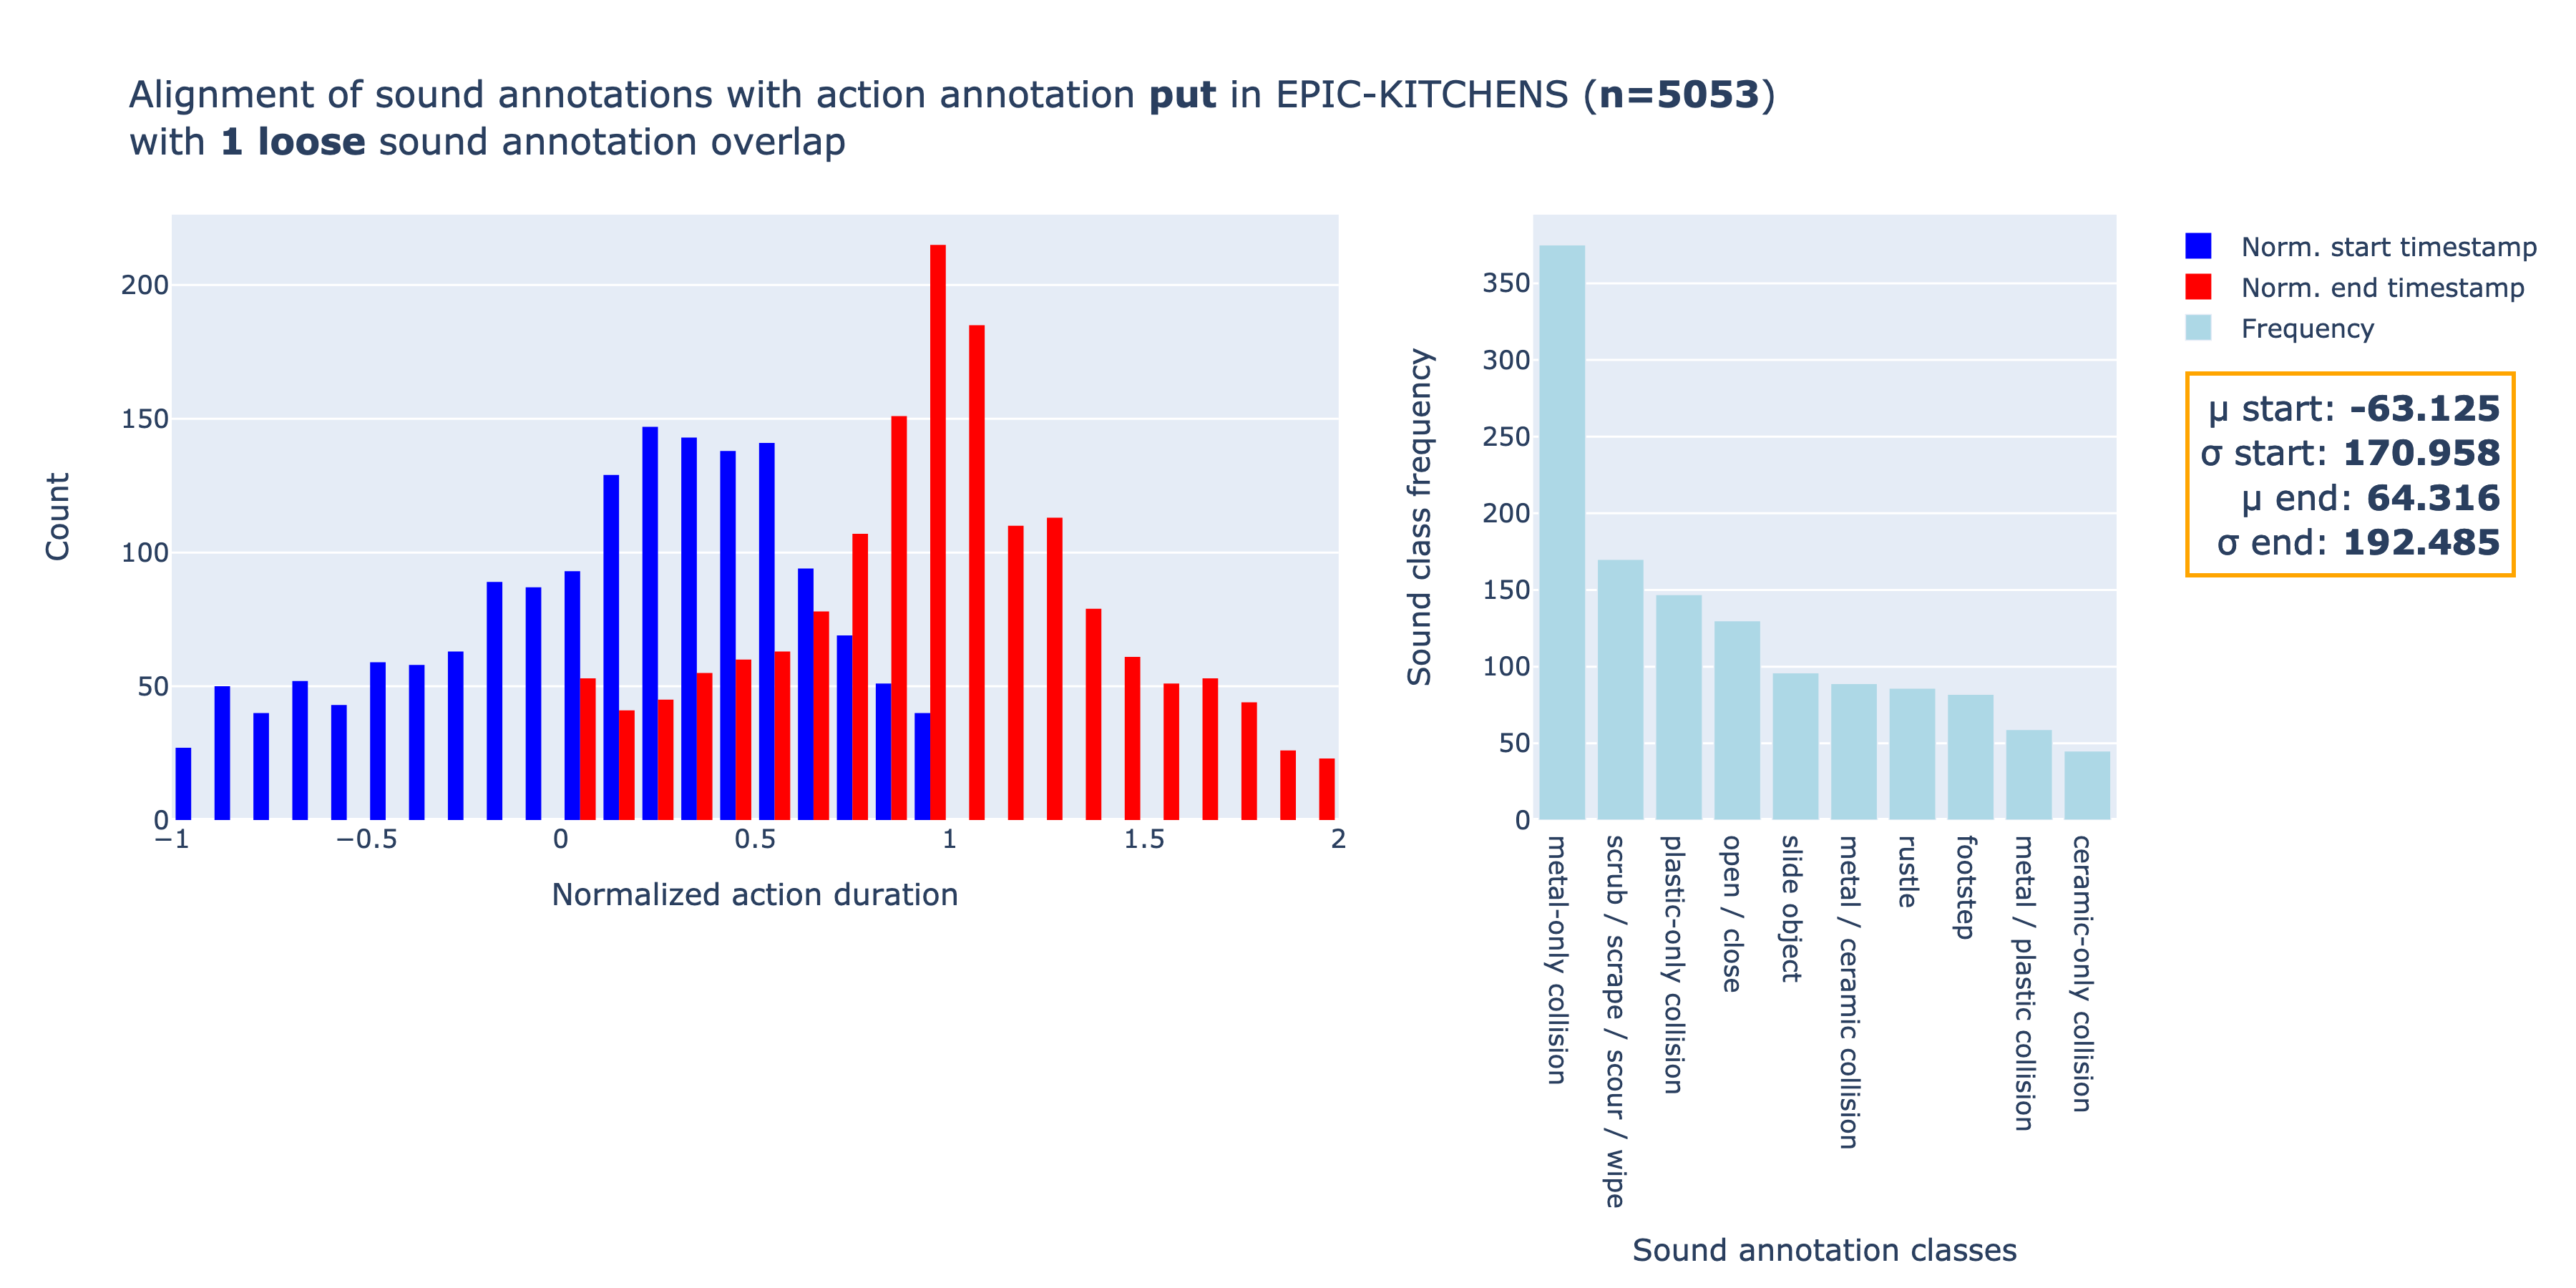 Alignment of sound annotations with action annotation put in EPIC-KITCHENS (n=5053)
with 1 loose sound annotation overlap
Count
200
150
100
50
0
−1
−0.5
0
0.5
1
1.5
2
Normalized action duration
Sound class frequency
350
300
250
200
150
100
50
0
metal-only collision
scrub / scrape / scour / wipe
plastic-only collision
open / close
slide object
metal / ceramic collision
rustle
footstep
metal / plastic collision
ceramic-only collision
Sound annotation classes
Norm. start timestamp
Norm. end timestamp
Frequency
μ start: -63.125
σ start: 170.958
μ end: 64.316
σ end: 192.485